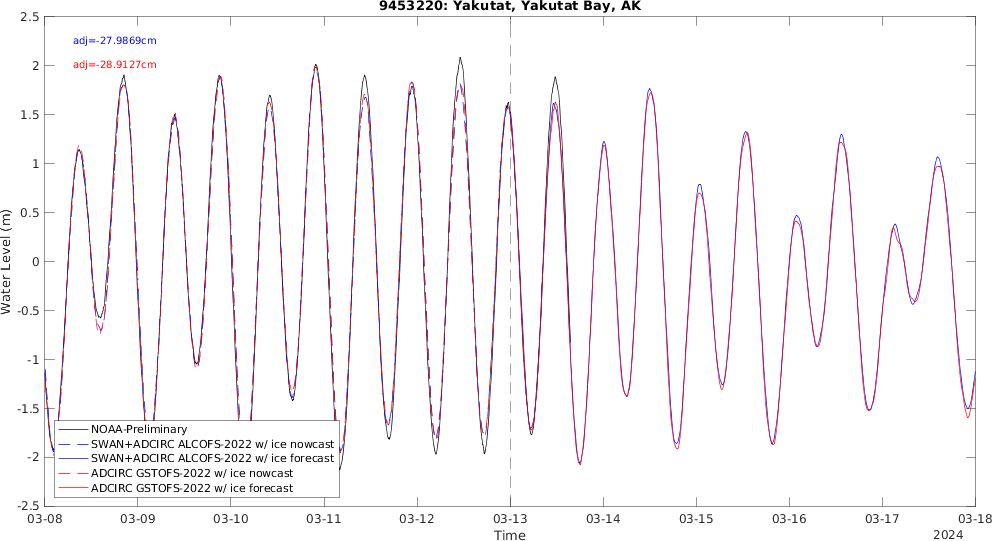 9453220: Yakutat, Yakutat Bay, AK
adj=-27.9869cm
adj=-28.9127cm
2.5
2
1.5
1
0.5
0
-0.5
-1
-1.5
-2
-2.5
Water Level (m)
NOAA-Preliminary
SWAN+ADCIRC ALCOFS-2022 w/ ice nowcast
SWAN+ADCIRC ALCOFS-2022 w/ ice forecast
ADCIRC GSTOFS-2022 w/ ice nowcast
ADCIRC GSTOFS-2022 w/ ice forecast
03-08 03-09 03-10 03-11 03-12 03-13 03-14 03-15 03-16 03-17 03-18
Time
2024